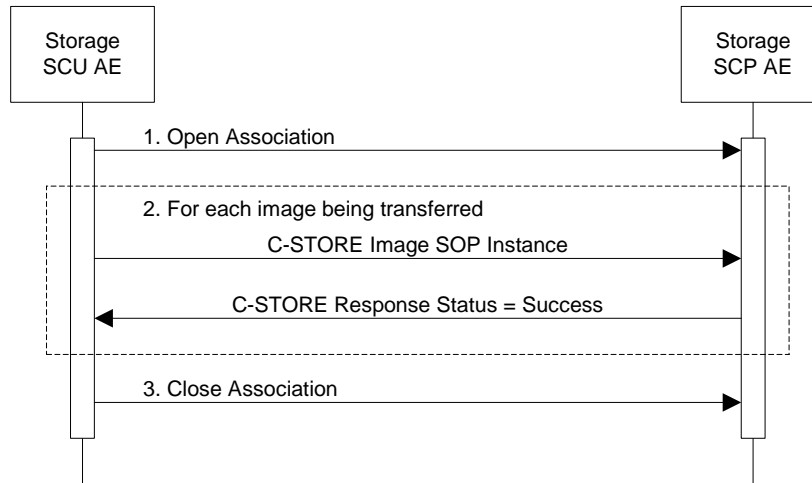 Storage
SCU AE
Storage
SCP AE
1. Open Association
2. For each image being transferred
C-STORE Image SOP Instance
C-STORE Response Status = Success
3. Close Association